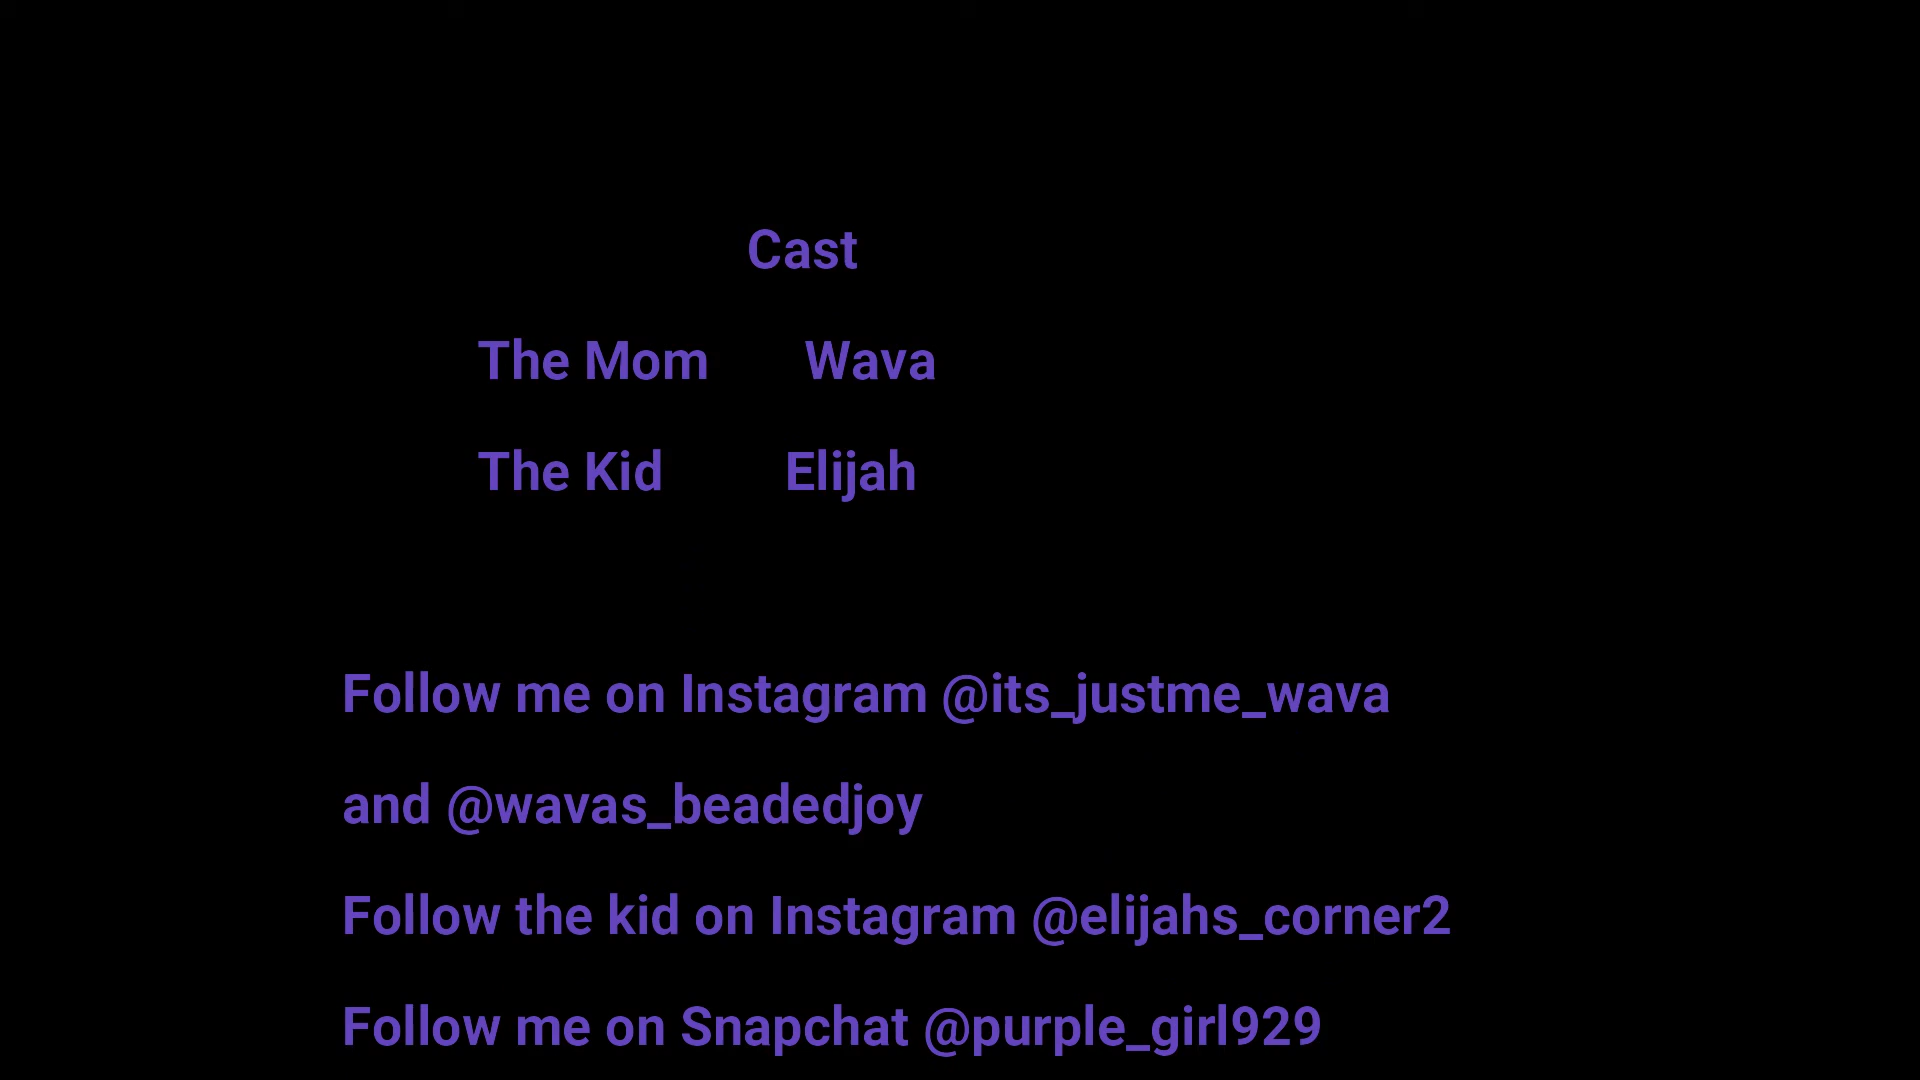 Cast
The Mom Wava
The Kid Elijah
Follow me on Instagram @its_justme_wava
and @wavas_beadedjoy
Follow the kid on Instagram @elijahs_corner2
Follow me on Snapchat @purple_girl929